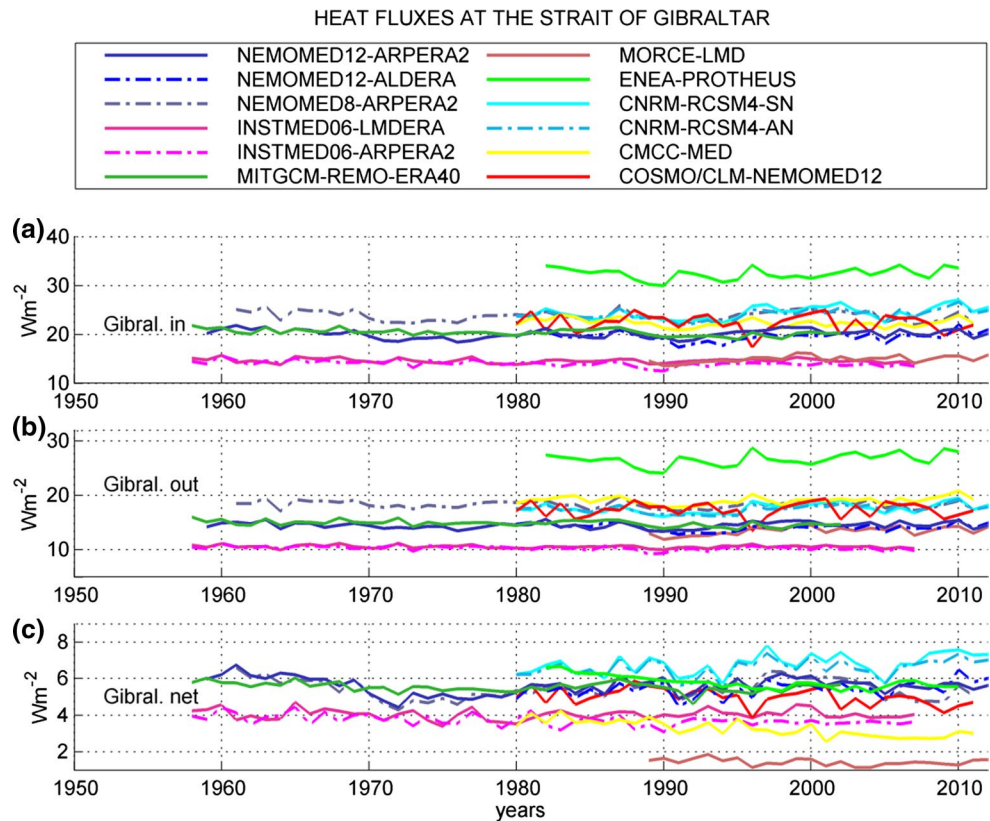 HEAT FLUXES AT THE STRAIT OF GIBRALTAR
NEMOMED12-ARPERA2
NEMOMED12-ALDERA
NEMOMED8-ARPERA2
INSTMED06-LMDERA
INSTMED06-ARPERA2
MITGCM-REMO-ERA40
MORCE-LMD
ENEA-PROTHEUS
CNRM-RCSM4-SN
CNRM-RCSM4-AN
CMCC-MED
COSMO/CLM-NEMOMED12
(a)
40
30
20
10
Wm-2
Gibral. in
1950 1960 1970 1980 1990 2000 2010
(b)
30
20
10
Wm-2
Gibral. out
1950 1960 1970 1980 1990 2000 2010
(c)
8
6
4
2
Wm-2
Gibral. net
1950 1960 1970 1980 1990 2000 2010
years